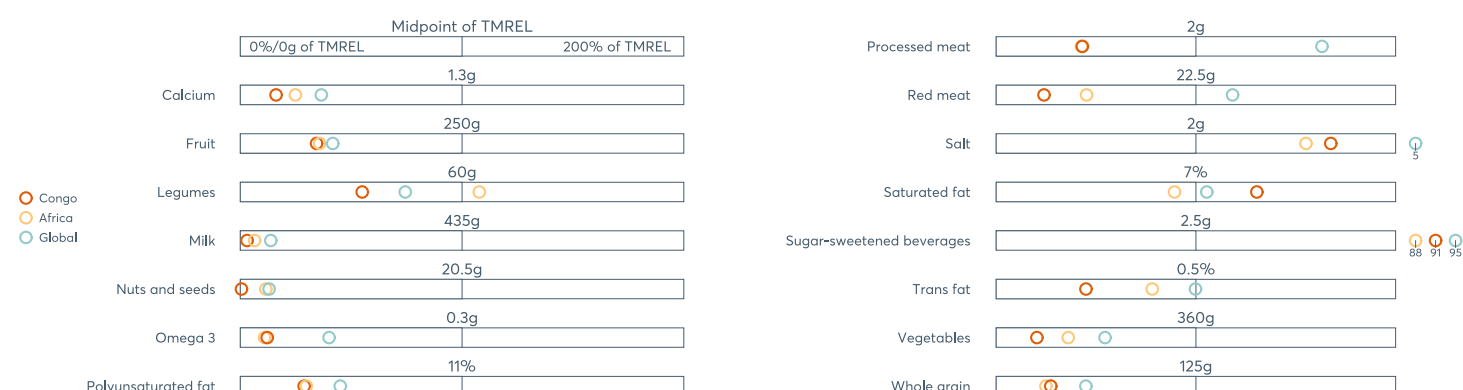 Midpoint of TMREL
0%/0g of TMREL 200% of TMREL
1.3g
Calcium
250g
Fruit
60g
Legumes
435g
Milk
20.5g
Nuts and seeds
0.3g
Omega 3
11%
Polyunsaturated fat
Congo
Africa
Global
2g
Processed meat
22.5g
Red meat
2g
Salt
5
7%
Saturated fat
2.5g
Sugar-sweetened beverages
88 91 95
0.5%
Trans fat
360g
Vegetables
125g
Whole grain